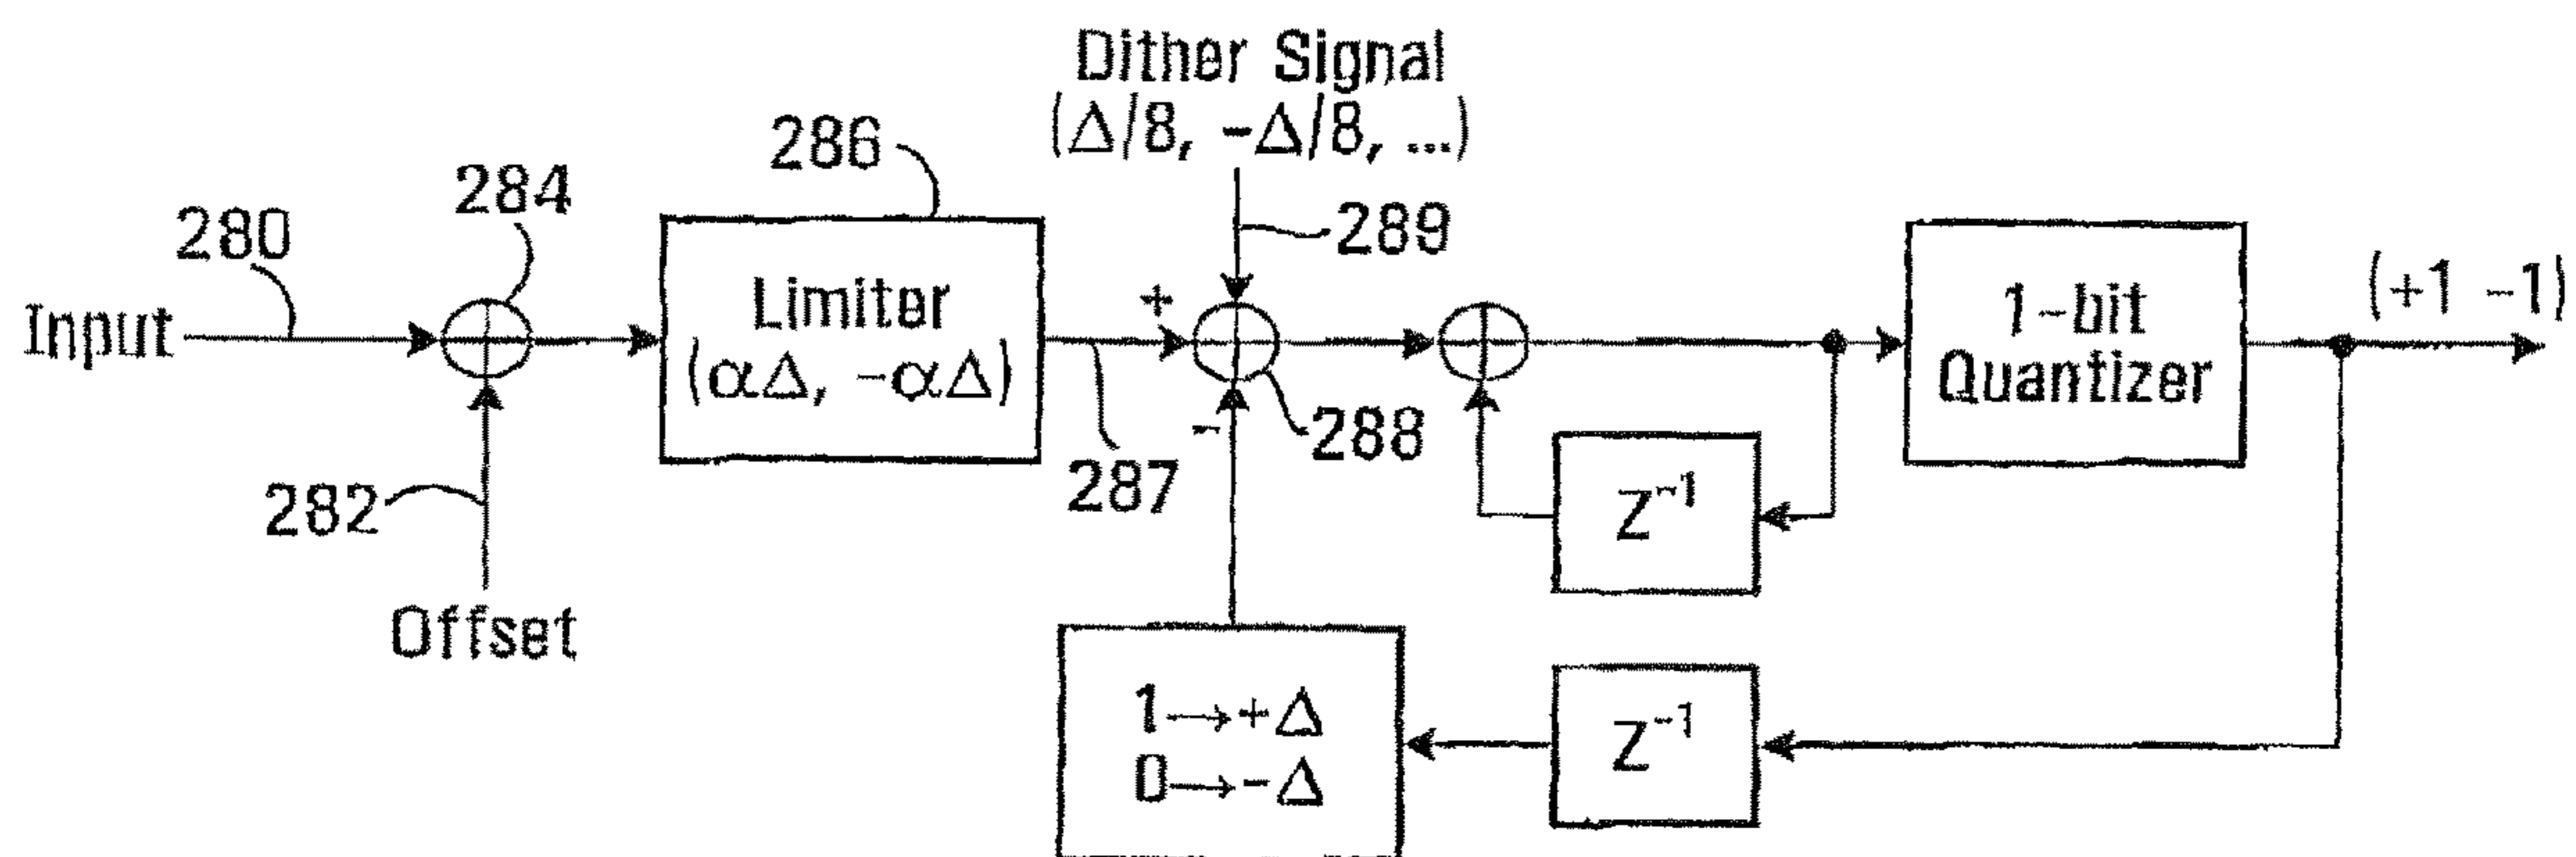 Dither Signal
(Δ/8, -Δ/8, ...)
286
284
280
289
(+1 -1)
Input
+
Limiter
(αΔ, -αΔ)
1-bit
Quantizer
-
288
287
282
Z⁻¹
Offset
1→+Δ
0→-Δ
Z⁻¹